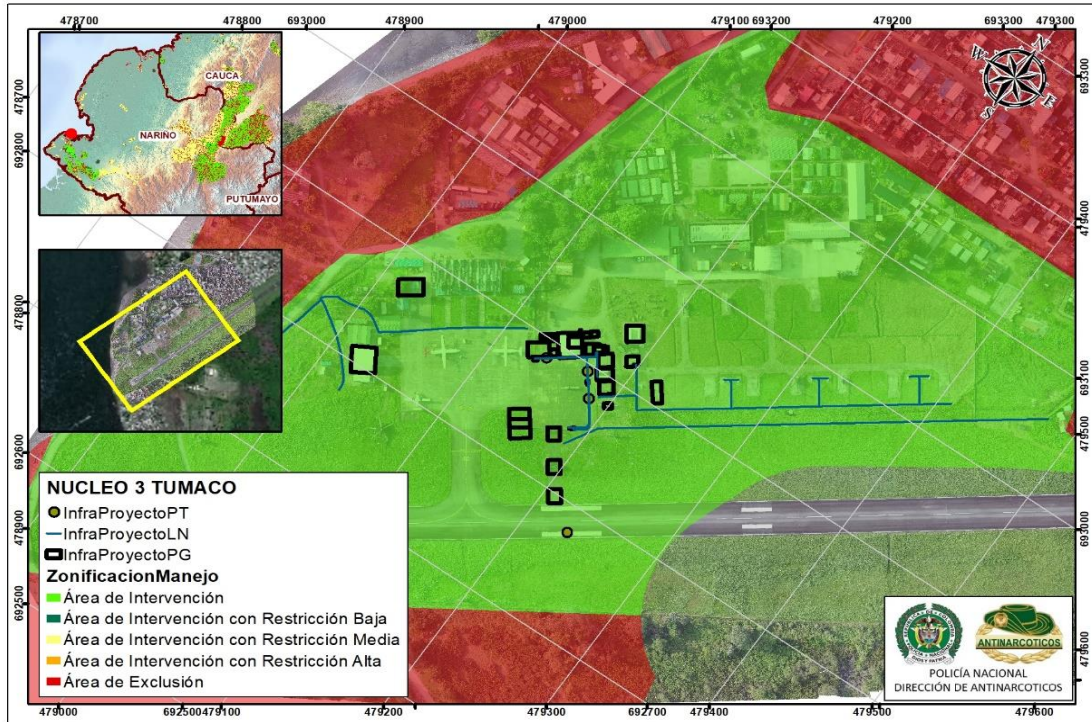 478700
478800
693000
478900
479000
479100
693200
479200
693300
479300
CAUCA
NARIÑO
PUTUMAYO
N
W
E
S
478700
692800
478800
692600
478900
692500
693300
479400
693100
479500
693000
479600
NUCLEO 3 TUMACO
InfraProyectoPT
InfraProyectoLN
InfraProyectoPG
ZonificacionManejo
Área de Intervención
Área de Intervención con Restricción Baja
Área de Intervención con Restricción Media
Área de Intervención con Restricción Alta
Área de Exclusión
ANTINARCOTICOS
POLICÍA NACIONAL
DIRECCIÓN DE ANTINARCOTICOS
479000
692500
479100
479200
479300
692700
479400
479500
479600